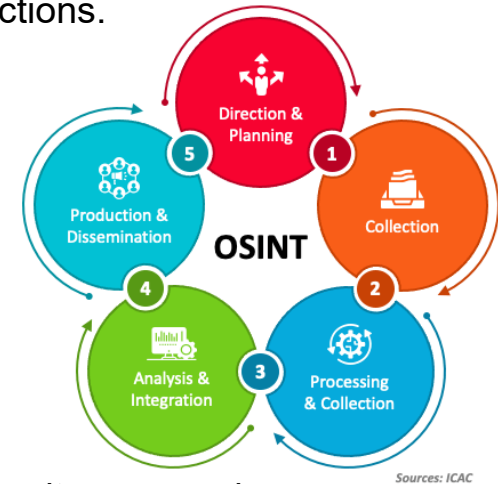 ctions.
Direction &
Planning
1
5
Production &
Dissemination
Collection
OSINT
4
2
Analysis &
Integration
3
Processing
& Collection
Sources: ICAC